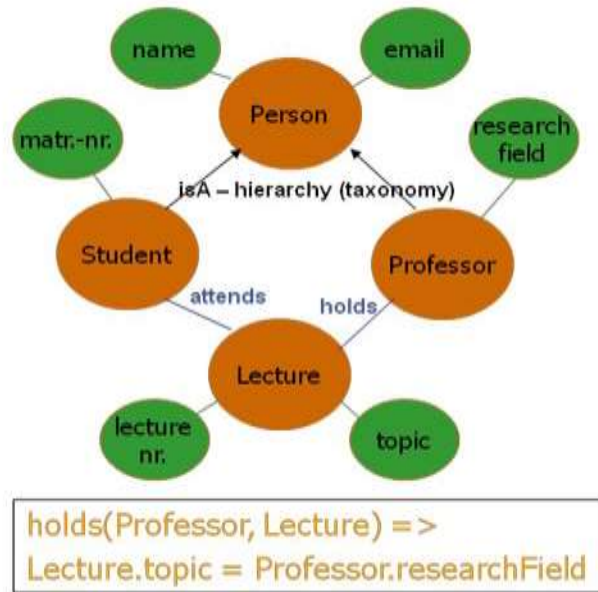 name
email
Person
matr.-nr.
research
field
isA – hierarchy (taxonomy)
Student
Professor
attends
holds
Lecture
lecture
nr.
topic
holds(Professor, Lecture) =>
Lecture.topic = Professor.researchField